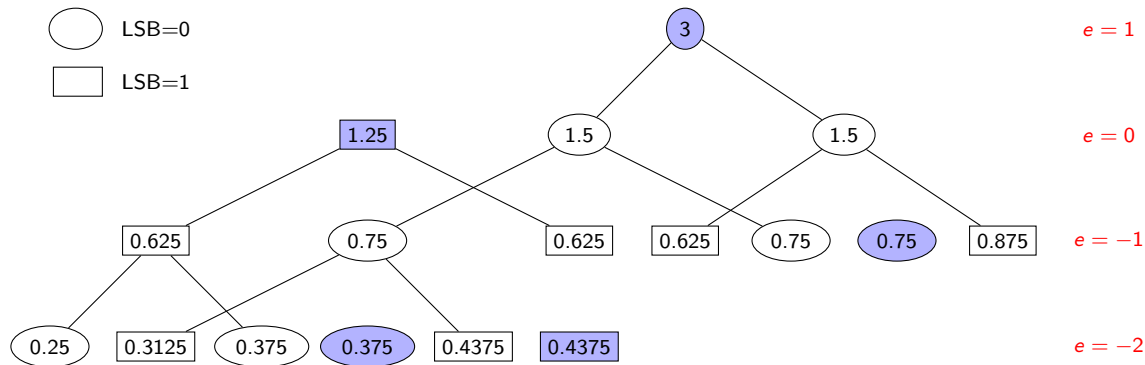 LSB=0 3 e = 1
LSB=1
1.25 1.5 1.5 e = 0
0.625 0.75 0.625 0.625 0.75 0.75 0.875 e = −1
0.25 0.3125 0.375 0.375 0.4375 0.4375 e = −2